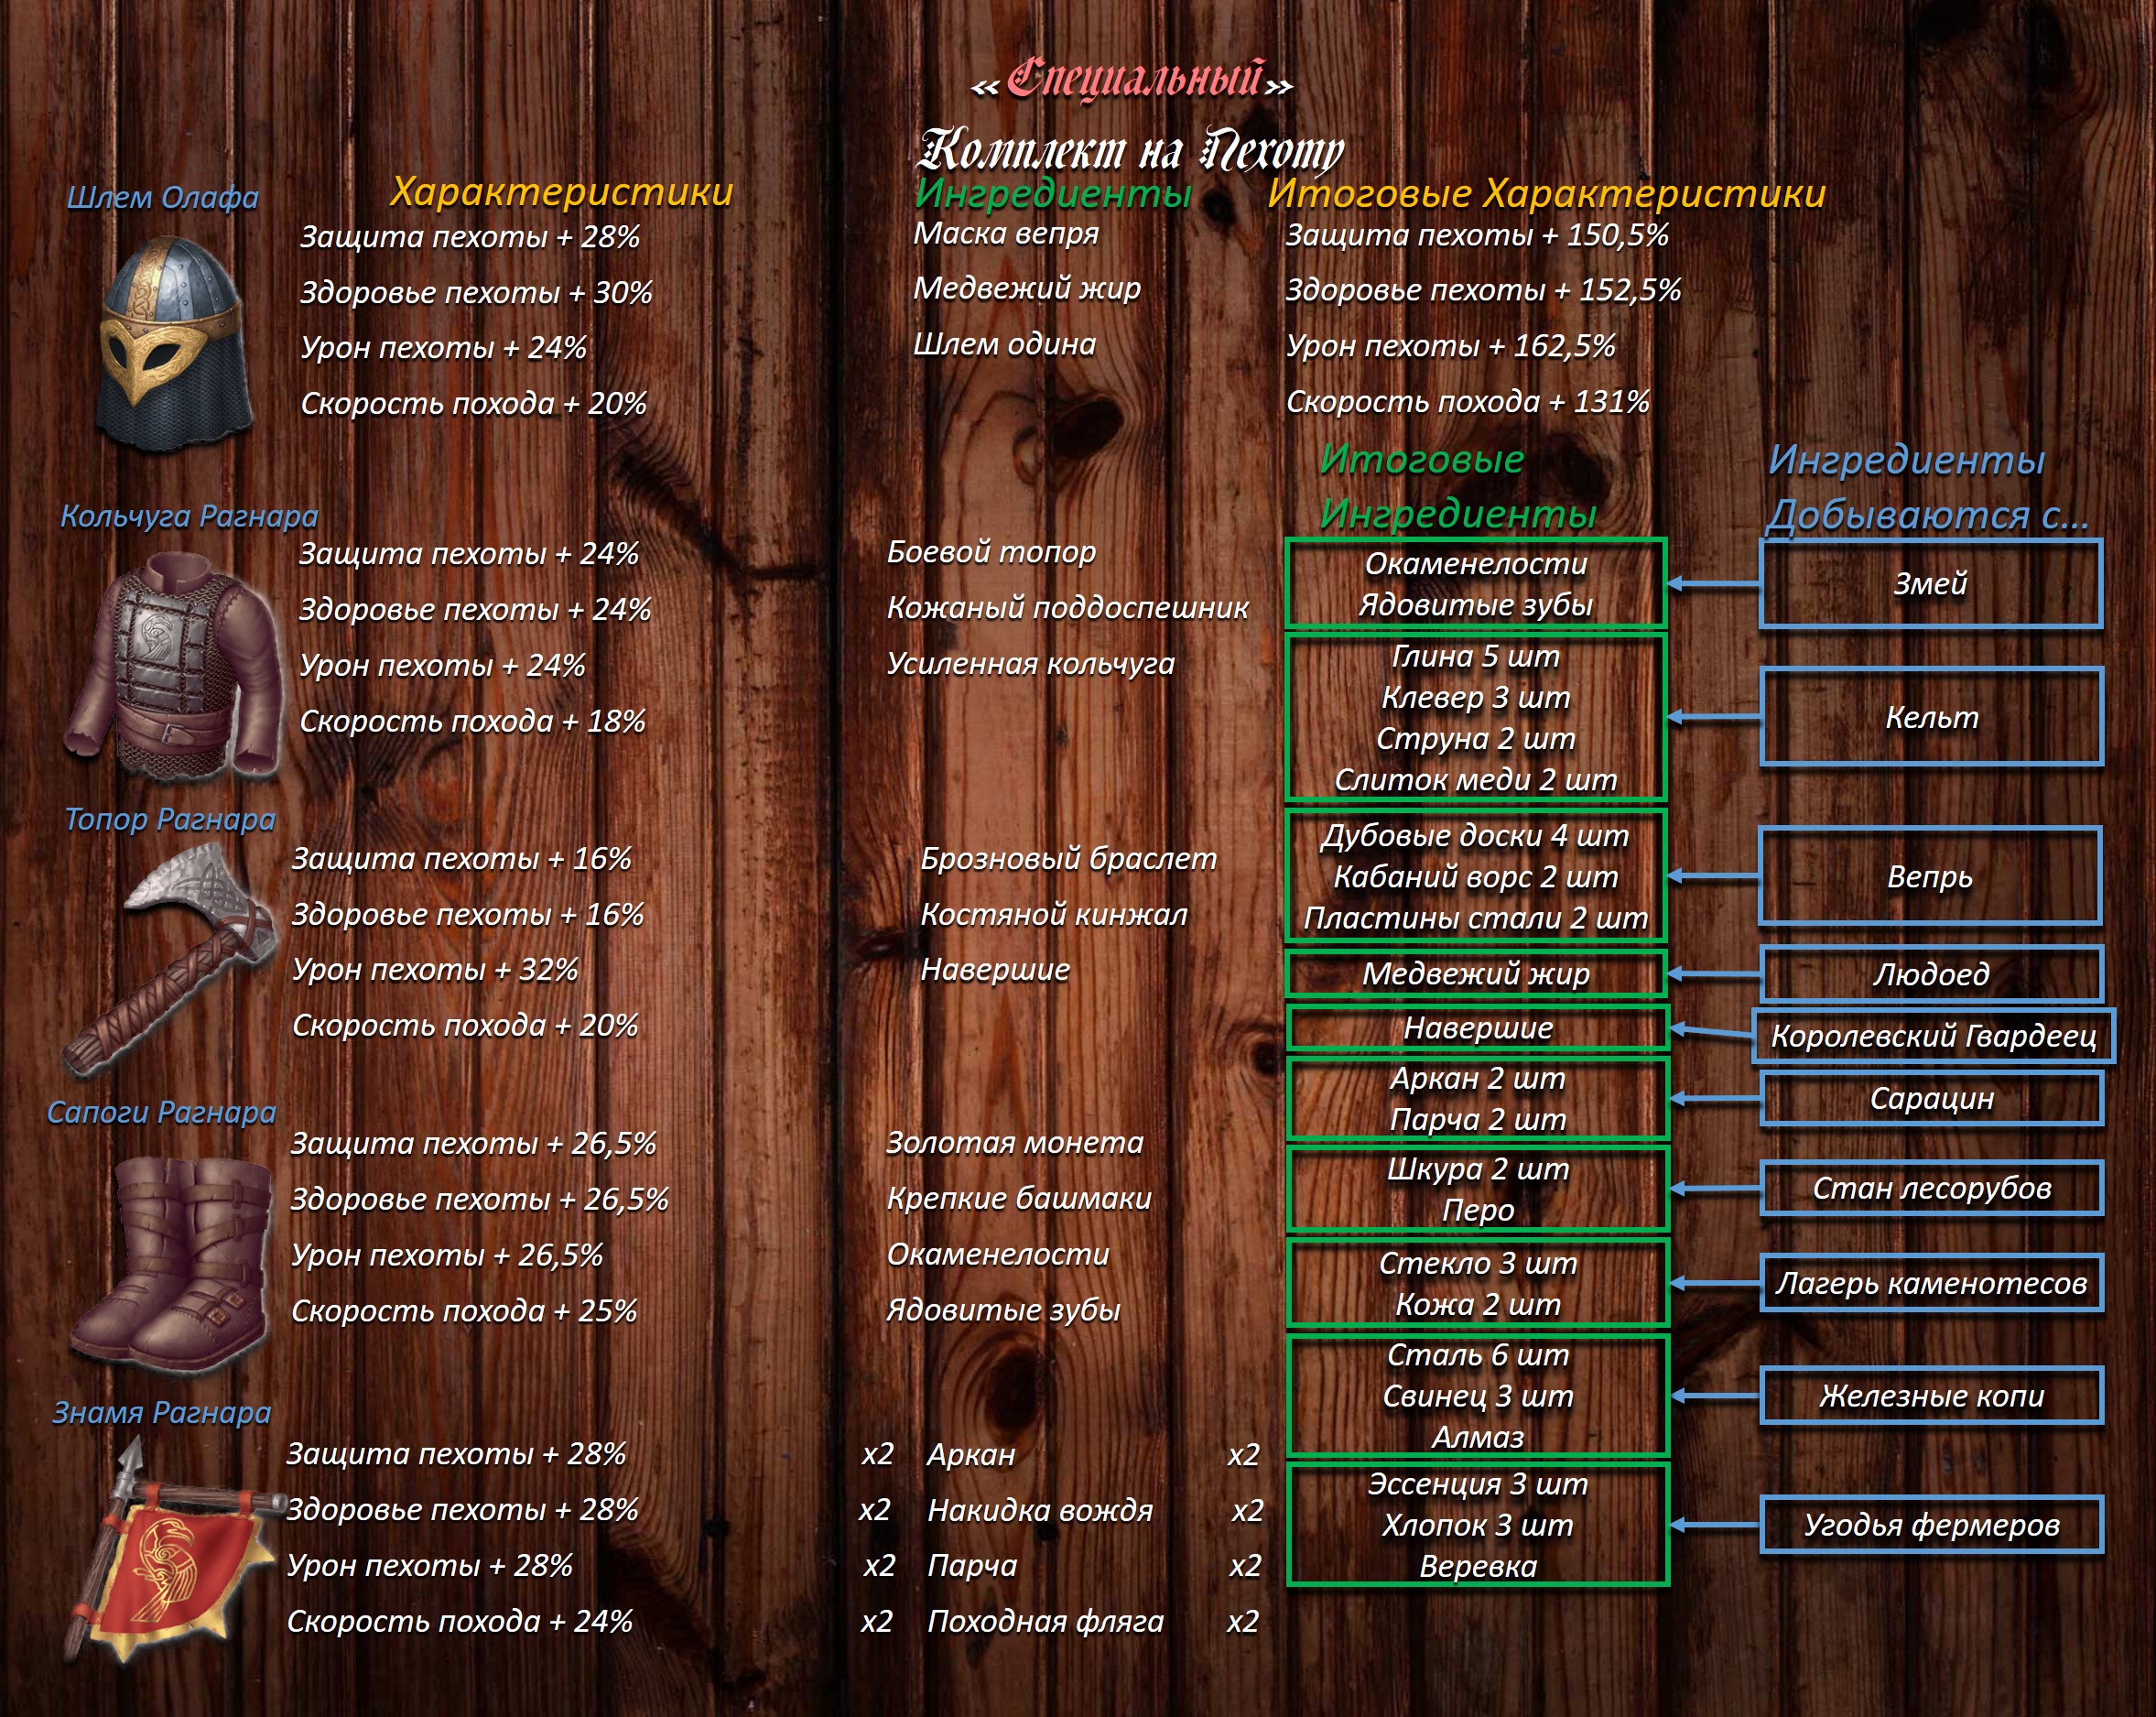 «Специальный»
Комплект на Пехоту
Шлем Олафа
Характеристики
Ингредиенты
Итоговые Характеристики
Защита пехоты + 28%
Здоровье пехоты + 30%
Урон пехоты + 24%
Скорость похода + 20%
Маска вепря
Медвежий жир
Шлем одина
Защита пехоты + 150,5%
Здоровье пехоты + 152,5%
Урон пехоты + 162,5%
Скорость похода + 131%
Кольчуга Рагнара
Защита пехоты + 24%
Здоровье пехоты + 24%
Урон пехоты + 24%
Скорость похода + 18%
Боевой топор
Кожаный поддоспешник
Усиленная кольчуга
Топор Рагнара
Защита пехоты + 16%
Здоровье пехоты + 16%
Урон пехоты + 32%
Скорость похода + 20%
Брозновый браслет
Костяной кинжал
Навершие
Сапоги Рагнара
Защита пехоты + 26,5%
Здоровье пехоты + 26,5%
Урон пехоты + 26,5%
Скорость похода + 25%
Золотая монета
Крепкие башмаки
Окаменелости
Ядовитые зубы
Знамя Рагнара
Защита пехоты + 28%
Здоровье пехоты + 28%
Урон пехоты + 28%
Скорость похода + 24%
x2 Аркан x2
x2 Накидка вождя x2
x2 Парча x2
x2 Походная фляга x2
Итоговые
Ингредиенты
Ингредиенты
Добываются с...
Окаменелости
Ядовитые зубы
Змей
Глина 5 шт
Клевер 3 шт
Струна 2 шт
Слиток меди 2 шт
Кельт
Дубовые доски 4 шт
Кабаний ворс 2 шт
Пластины стали 2 шт
Вепрь
Медвежий жир
Людоед
Навершие
Королевский Гвардеец
Аркан 2 шт
Парча 2 шт
Сарацин
Шкура 2 шт
Перо
Стан лесорубов
Стекло 3 шт
Кожа 2 шт
Лагерь каменотесов
Сталь 6 шт
Свинец 3 шт
Алмаз
Железные копи
Эссенция 3 шт
Хлопок 3 шт
Веревка
Угодья фермеров